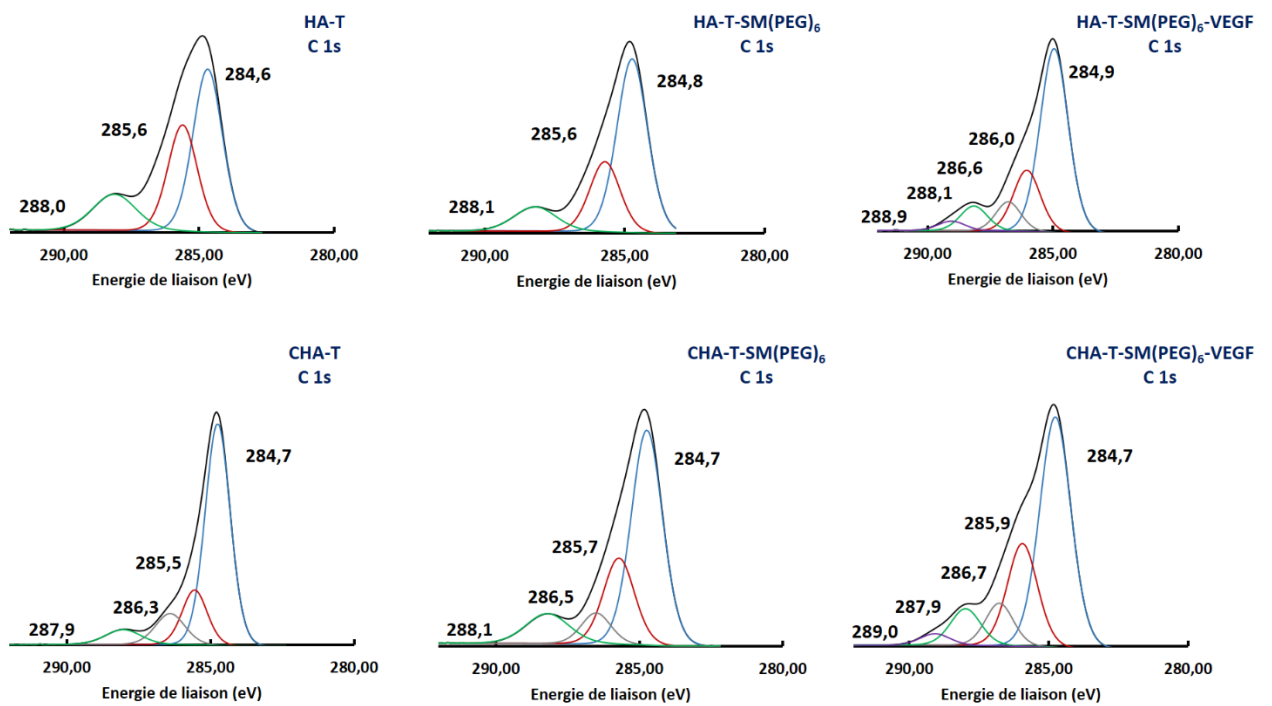 HA-T
C 1s
284,6
285,6
288,0
290,00 285,00 280,00
Energie de liaison (eV)
HA-T-SM(PEG)₆
C 1s
284,8
285,6
288,1
290,00 285,00 280,00
Energie de liaison (eV)
HA-T-SM(PEG)₆-VEGF
C 1s
284,9
286,0
286,6
288,1
288,9
290,00 285,00 280,00
Energie de liaison (eV)
CHA-T
C 1s
284,7
285,5
286,3
287,9
290,00 285,00 280,00
Energie de liaison (eV)
CHA-T-SM(PEG)₆
C 1s
284,7
285,7
286,5
288,1
290,00 285,00 280,00
Energie de liaison (eV)
CHA-T-SM(PEG)₆-VEGF
C 1s
284,7
285,9
286,7
287,9
289,0
290,00 285,00 280,00
Energie de liaison (eV)